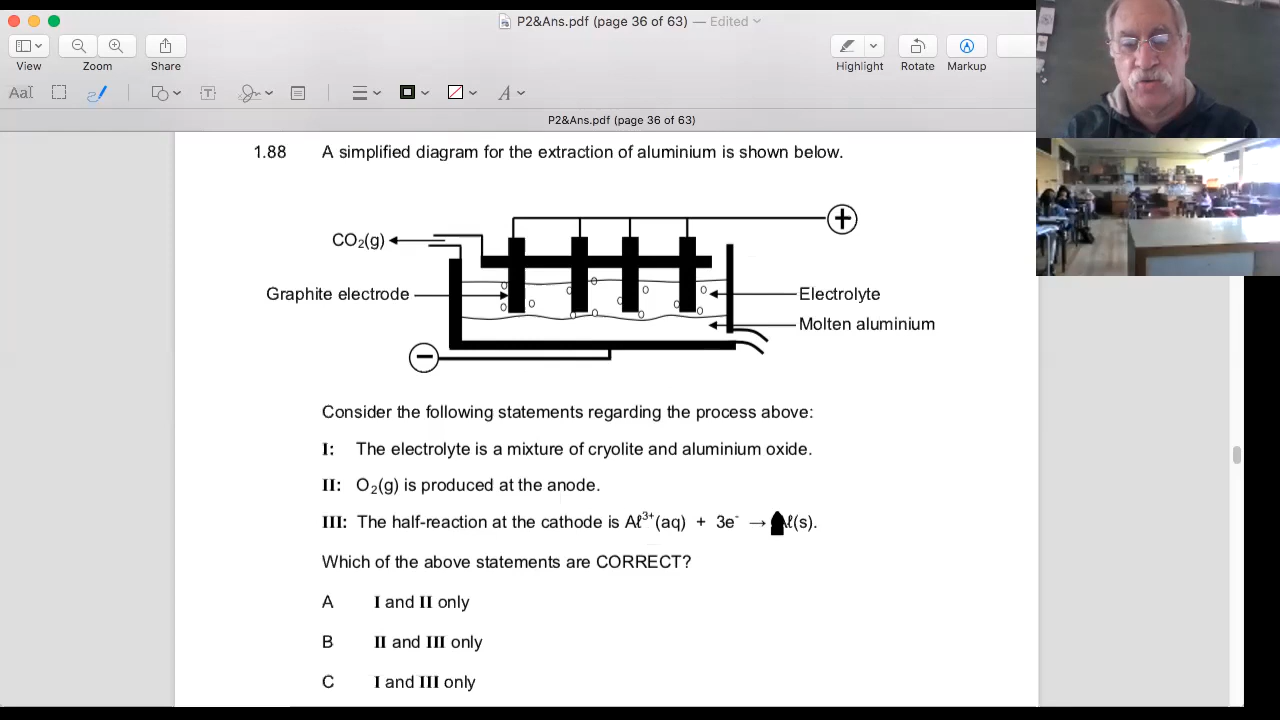 P2&Ans.pdf (page 36 of 63) — Edited
View
Zoom
Share
Highlight
Rotate
Markup
AaI
A
P2&Ans.pdf (page 36 of 63)
1.88 A simplified diagram for the extraction of aluminium is shown below.
+
CO₂(g)
Graphite electrode
Electrolyte
Molten aluminium
−
Consider the following statements regarding the process above:
I: The electrolyte is a mixture of cryolite and aluminium oxide.
II: O₂(g) is produced at the anode.
III: The half-reaction at the cathode is Aℓ³⁺(aq) + 3e⁻ → Aℓ(s).
Which of the above statements are CORRECT?
A I and II only
B II and III only
C I and III only